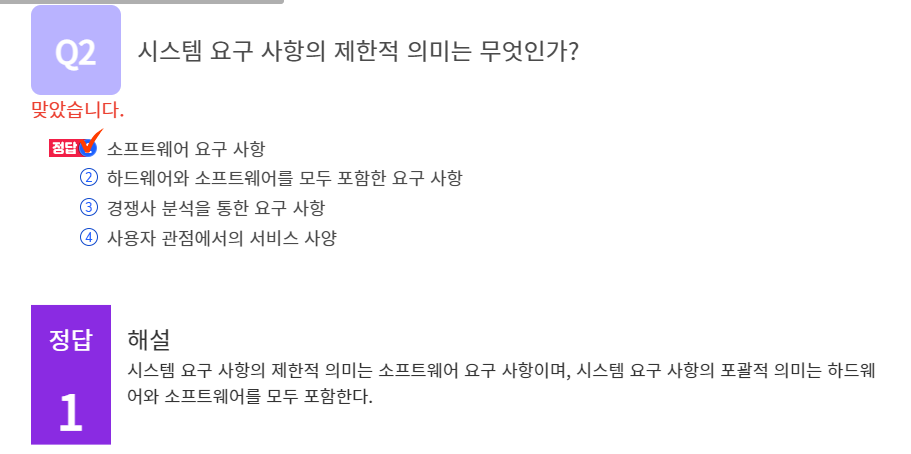 Q2 시스템 요구 사항의 제한적 의미는 무엇인가?
맞았습니다.
정답 소프트웨어 요구 사항
② 하드웨어와 소프트웨어를 모두 포함한 요구 사항
③ 경쟁사 분석을 통한 요구 사항
④ 사용자 관점에서의 서비스 사양
정답
1
해설
시스템 요구 사항의 제한적 의미는 소프트웨어 요구 사항이며, 시스템 요구 사항의 포괄적 의미는 하드웨
어와 소프트웨어를 모두 포함한다.